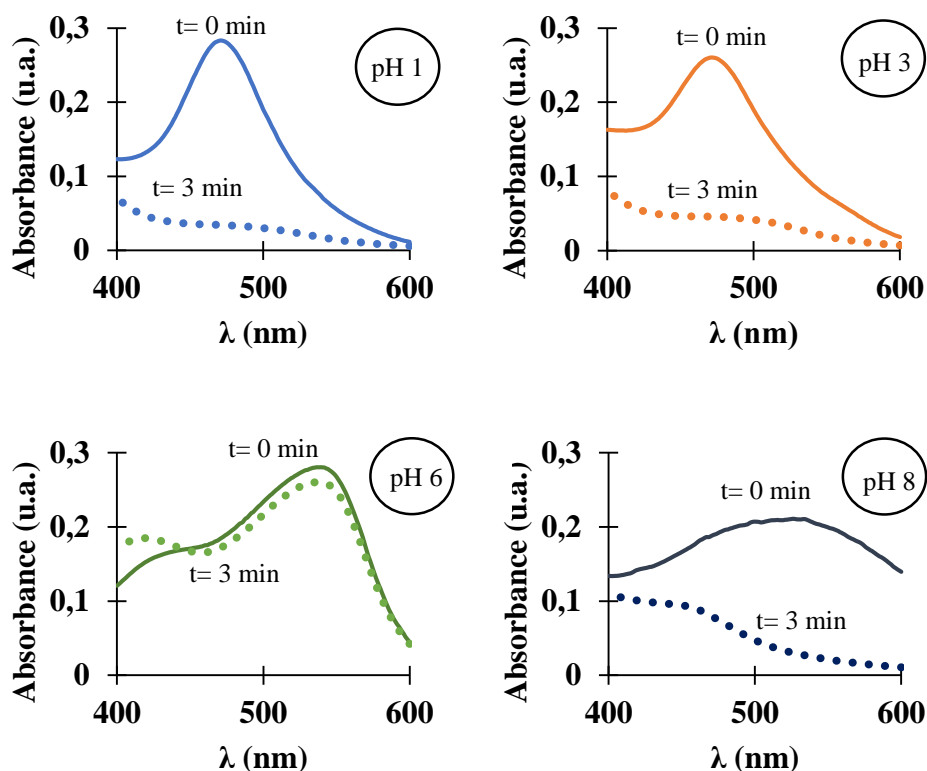 t= 0 min
pH 1
t= 3 min
0,3
0,2
0,1
0
400
500
600
Absorbance (u.a.)
λ (nm)
t= 0 min
pH 3
t= 3 min
0,3
0,2
0,1
0
400
500
600
Absorbance (u.a.)
λ (nm)
t= 0 min
pH 6
t= 3 min
0,3
0,2
0,1
0
400
500
600
Absorbance (u.a.)
λ (nm)
t= 0 min
pH 8
t= 3 min
0,3
0,2
0,1
0
400
500
600
Absorbance (u.a.)
λ (nm)